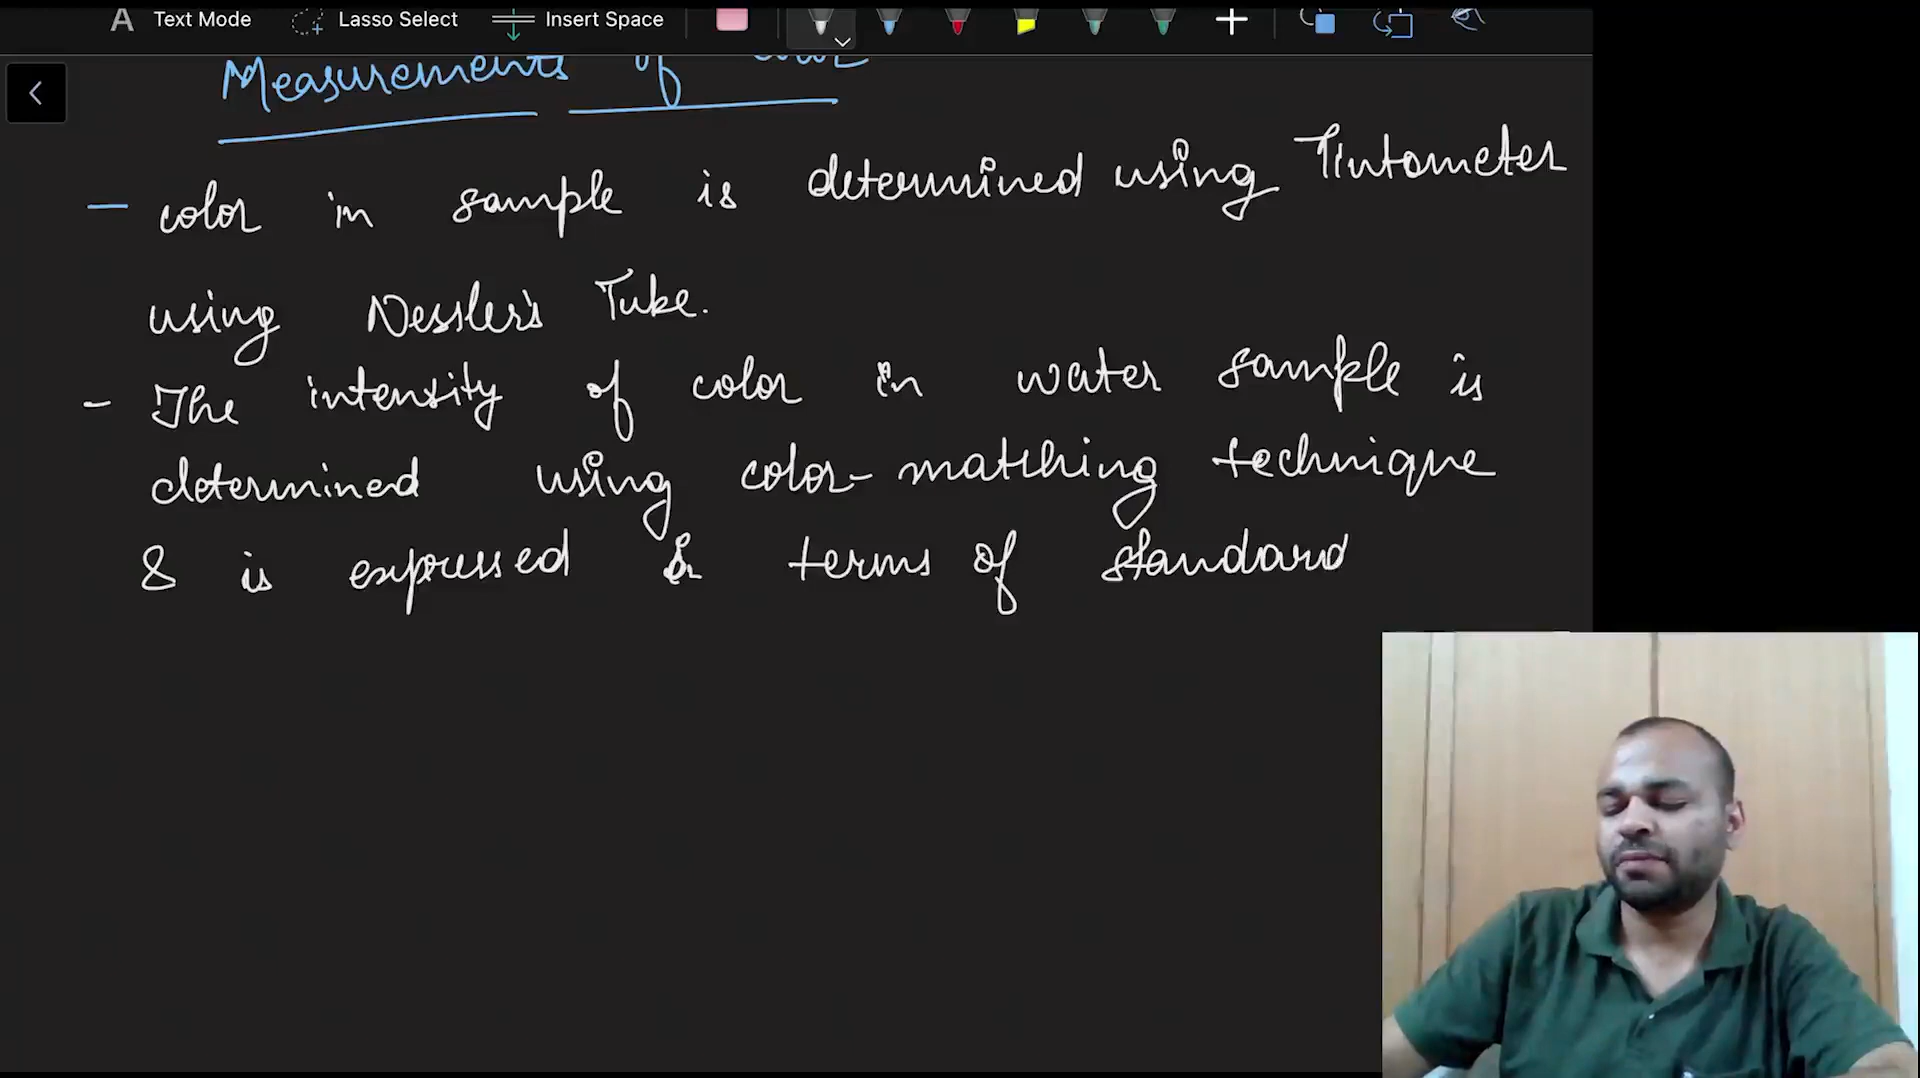 Text Mode Lasso Select Insert Space
Measurements of color
- color in sample is determined using Tintometer
using Nessler's Tube.
- The intensity of color in water sample is
determined using color-matching technique
& is expressed in terms of standard